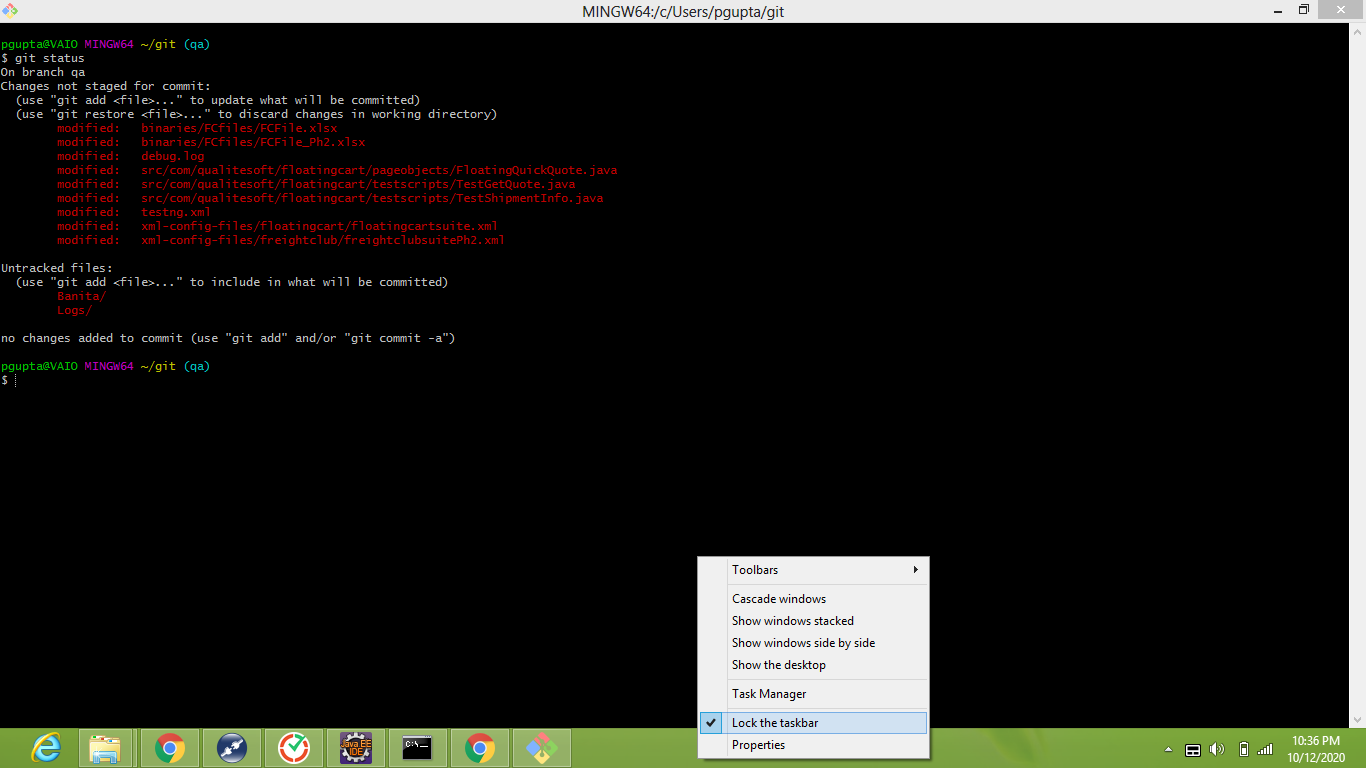 MINGW64:/c/Users/pgupta/git
pgupta@VAIO MINGW64 ~/git (qa)
$ git status
On branch qa
Changes not staged for commit:
  (use "git add <file>..." to update what will be committed)
  (use "git restore <file>..." to discard changes in working directory)
        modified:   binaries/FCfiles/FCFile.xlsx
        modified:   binaries/FCfiles/FCFile_Ph2.xlsx
        modified:   debug.log
        modified:   src/com/qualitesoft/floatingcart/pageobjects/FloatingQuickQuote.java
        modified:   src/com/qualitesoft/floatingcart/testscripts/TestGetQuote.java
        modified:   src/com/qualitesoft/floatingcart/testscripts/TestShipmentInfo.java
        modified:   testng.xml
        modified:   xml-config-files/floatingcart/floatingcartsuite.xml
        modified:   xml-config-files/freightclub/freightclubsuitePh2.xml
Untracked files:
  (use "git add <file>..." to include in what will be committed)
        Banita/
        Logs/
no changes added to commit (use "git add" and/or "git commit -a")
pgupta@VAIO MINGW64 ~/git (qa)
$
Toolbars
Cascade windows
Show windows stacked
Show windows side by side
Show the desktop
Task Manager
Lock the taskbar
Properties
Java EE
IDE
C:\._
10:36 PM
10/12/2020